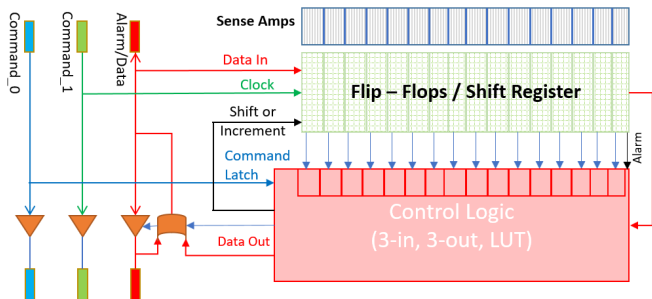 Command_0
Command_1
Alarm/Data
Sense Amps
Data In
Clock
Flip – Flops / Shift Register
Shift or
Increment
Alarm
Command
Latch
Control Logic
(3-in, 3-out, LUT)
Data Out